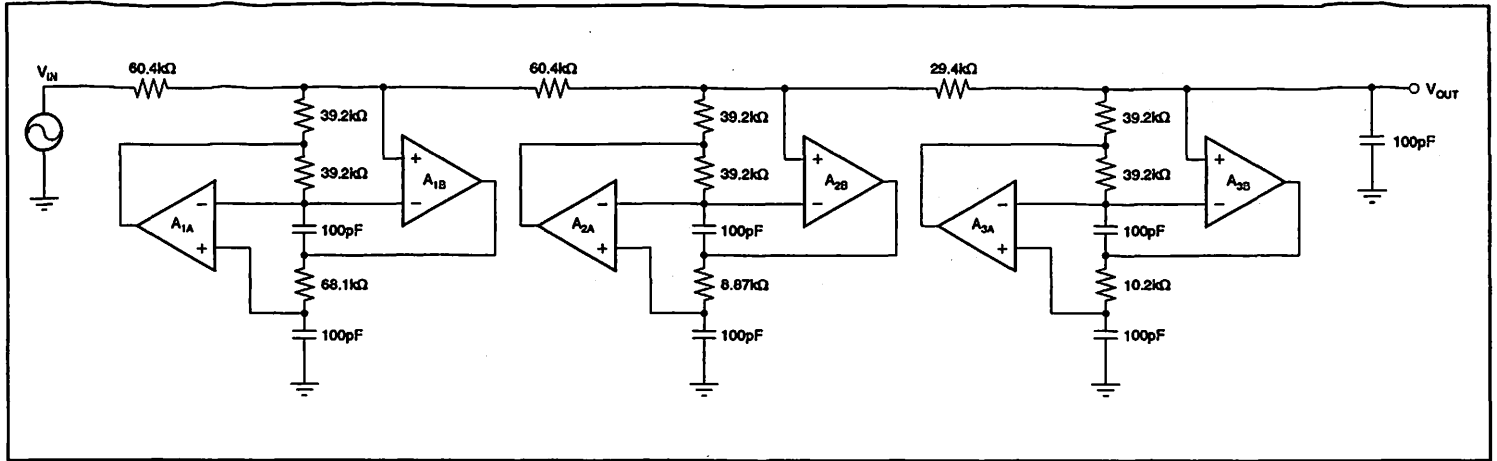 V_IN
60.4kΩ
60.4kΩ
29.4kΩ
V_OUT
39.2kΩ
39.2kΩ
39.2kΩ
100pF
39.2kΩ
+
A_1B
−
39.2kΩ
+
A_2B
−
39.2kΩ
+
A_3B
−
−
A_1A
+
−
A_2A
+
−
A_3A
+
100pF
100pF
100pF
68.1kΩ
8.87kΩ
10.2kΩ
100pF
100pF
100pF